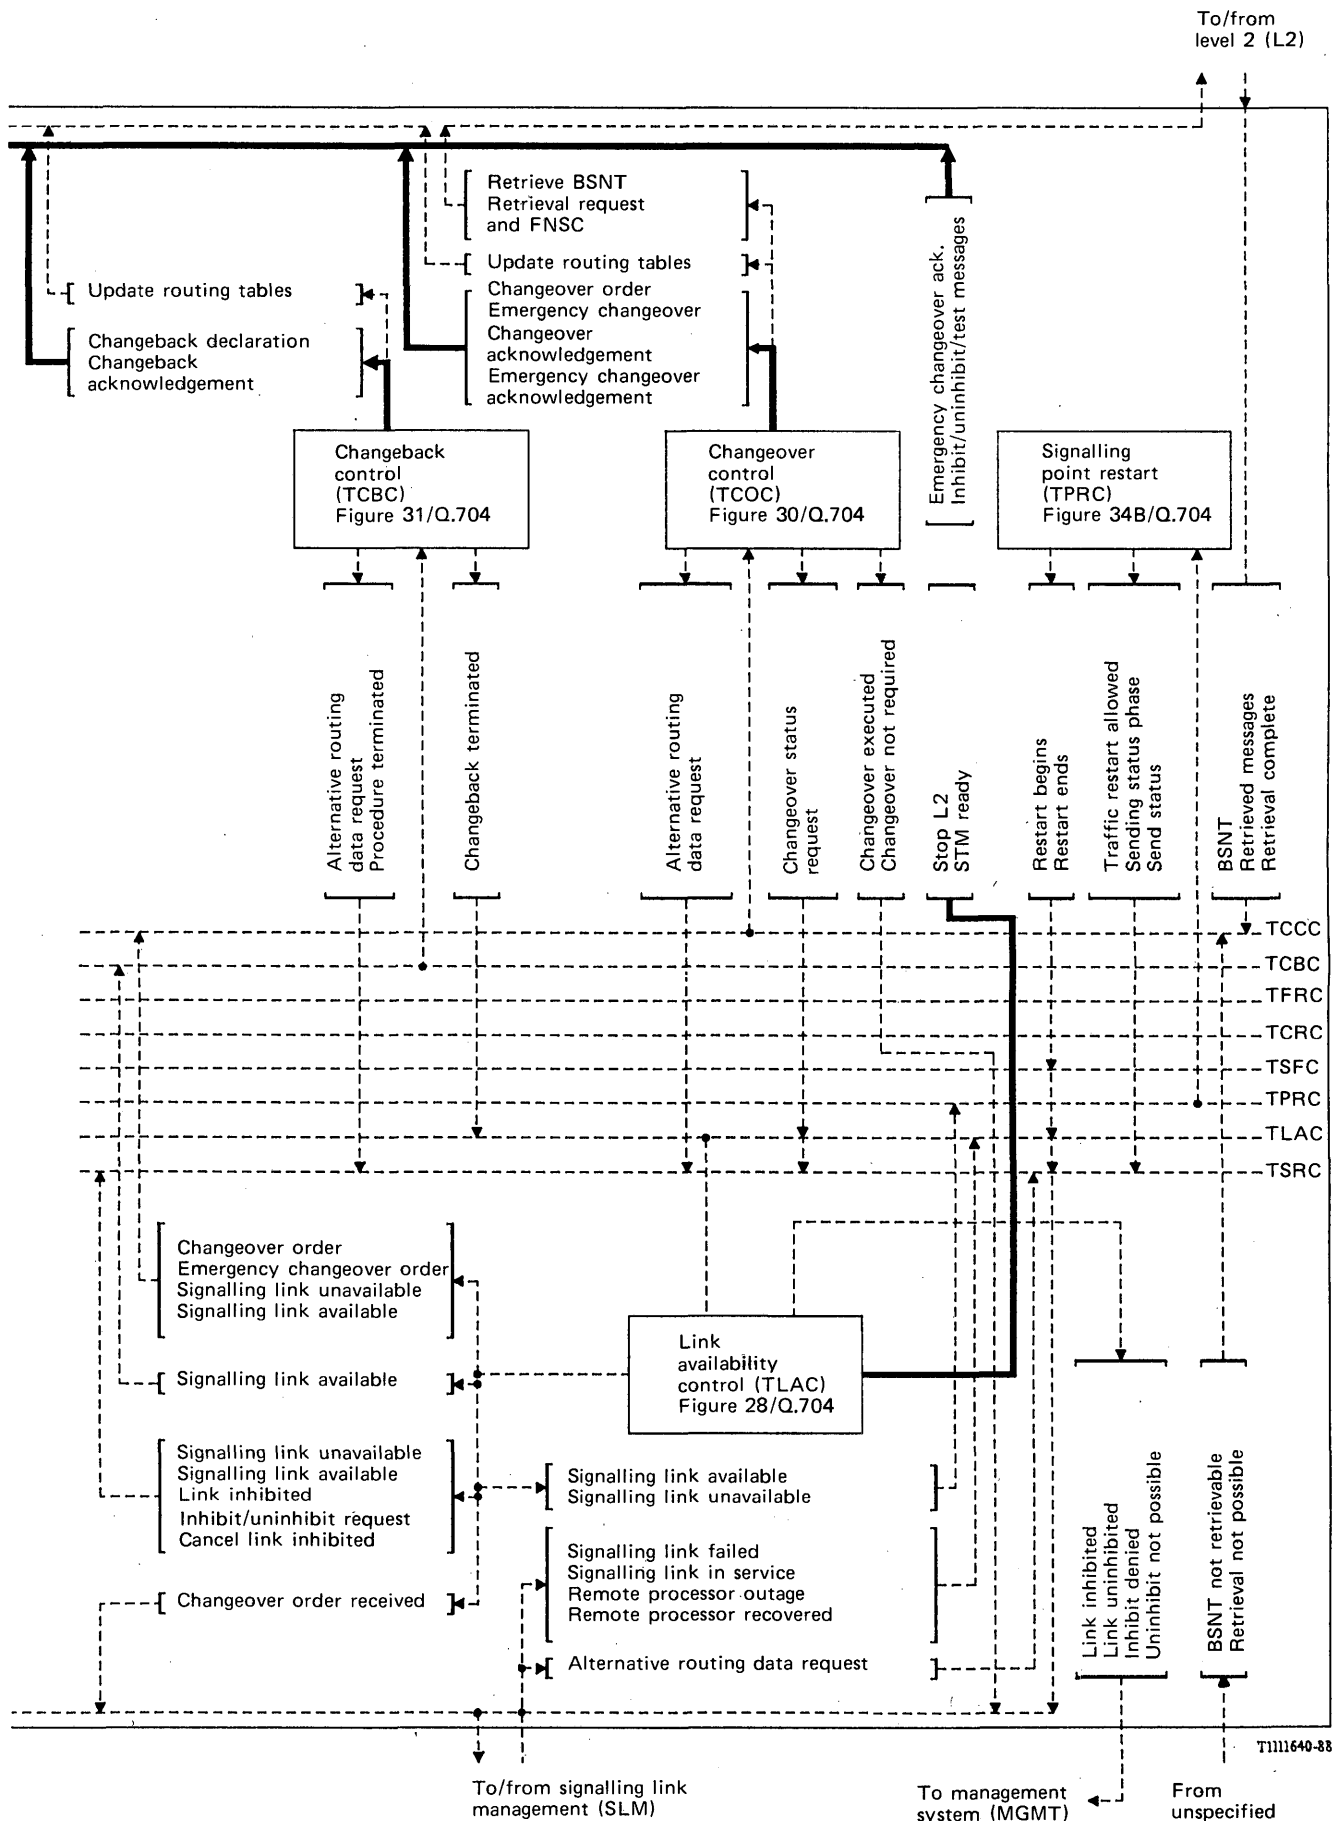 To/from
level 2 (L2)
Retrieve BSNT
Retrieval request
and FNSC
Update routing tables
Update routing tables
Changeover order
Emergency changeover
Changeover
acknowledgement
Emergency changeover
acknowledgement
Changeback declaration
Changeback
acknowledgement
Emergency changeover ack.
Inhibit/uninhibit/test messages
Changeback
control
(TCBC)
Figure 31/Q.704
Changeover
control
(TCOC)
Figure 30/Q.704
Signalling
point restart
(TPRC)
Figure 34B/Q.704
Alternative routing
data request
Procedure terminated
Changeback terminated
Alternative routing
data request
Changeover status
request
Changeover executed
Changeover not required
Stop L2
STM ready
Restart begins
Restart ends
Traffic restart allowed
Sending status phase
Send status
BSNT
Retrieved messages
Retrieval complete
TCCC
TCBC
TFRC
TCRC
TSFC
TPRC
TLAC
TSRC
Changeover order
Emergency changeover order
Signalling link unavailable
Signalling link available
Link
availability
control (TLAC)
Figure 28/Q.704
Signalling link available
Signalling link unavailable
Signalling link available
Link inhibited
Inhibit/uninhibit request
Cancel link inhibited
Signalling link available
Signalling link unavailable
Signalling link failed
Signalling link in service
Remote processor outage
Remote processor recovered
Changeover order received
Alternative routing data request
Link inhibited
Link uninhibited
Inhibit denied
Uninhibit not possible
BSNT not retrievable
Retrieval not possible
T1111640-88
To/from signalling link
management (SLM)
To management
system (MGMT)
From
unspecified